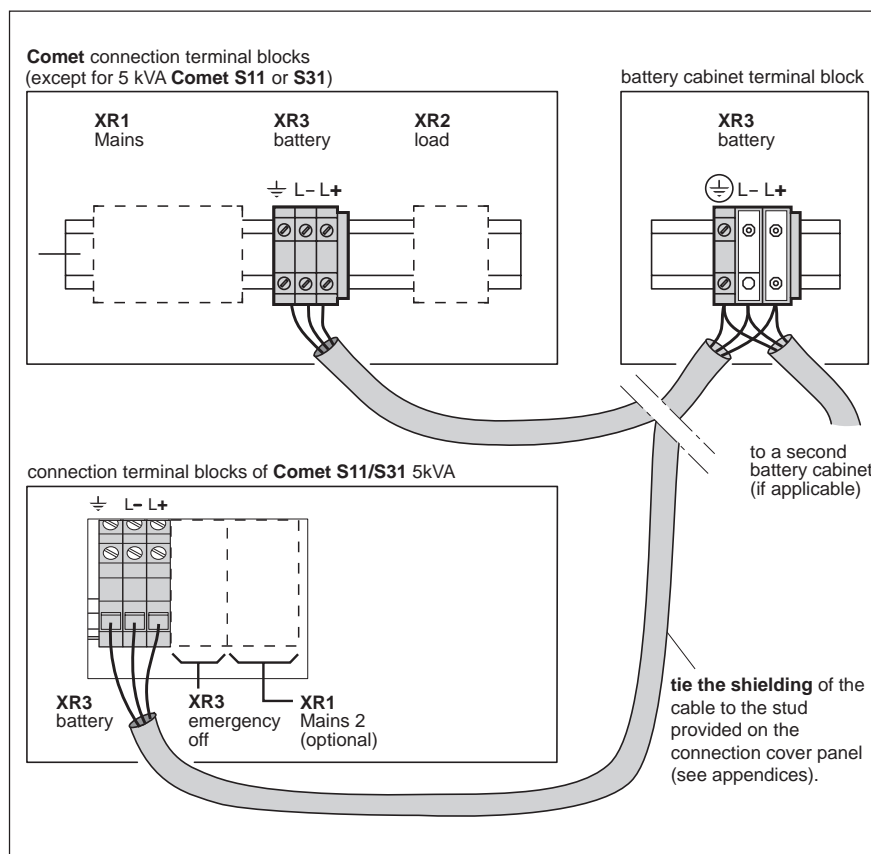 Comet connection terminal blocks
(except for 5 kVA Comet S11 or S31)
XR1
Mains
XR3
battery
XR2
load
L– L+
battery cabinet terminal block
XR3
battery
L– L+
to a second
battery cabinet
(if applicable)
connection terminal blocks of Comet S11/S31 5kVA
L– L+
XR3
battery
XR3
emergency
off
XR1
Mains 2
(optional)
tie the shielding of the
cable to the stud
provided on the
connection cover panel
(see appendices).